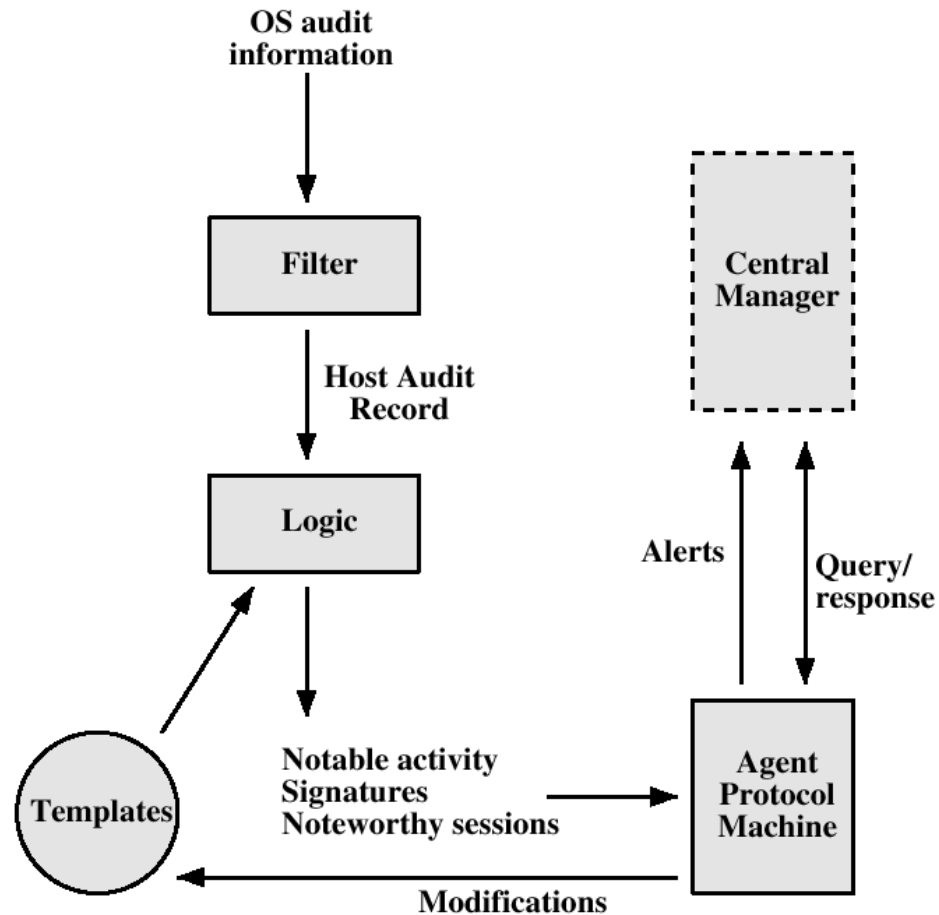 OS audit
information
Filter
Central
Manager
Host Audit
Record
Logic
Alerts
Query/
response
Notable activity
Signatures
Noteworthy sessions
Agent
Protocol
Machine
Templates
Modifications